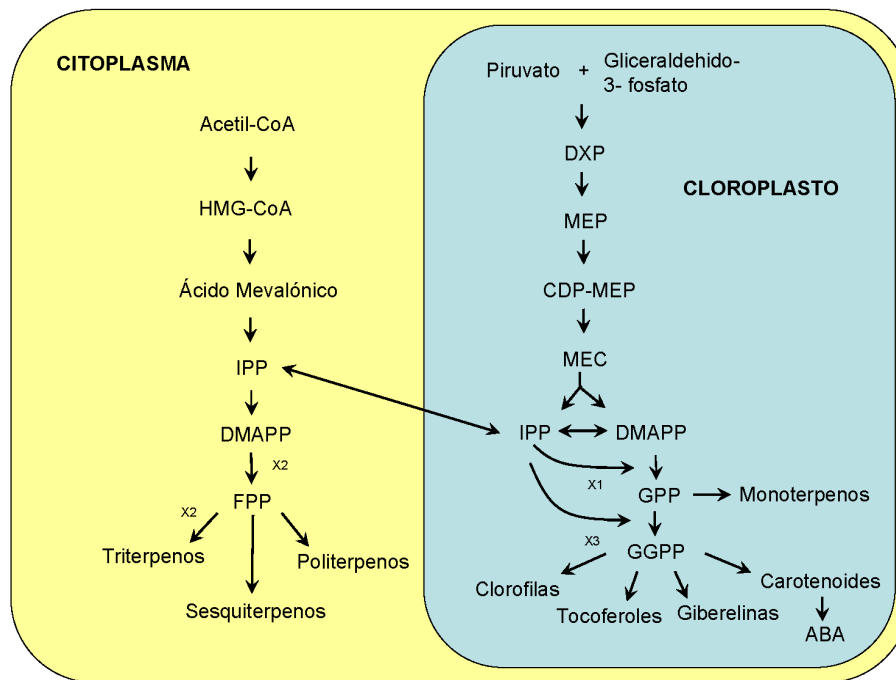 CITOPLASMA
Acetil-CoA
HMG-CoA
Ácido Mevalónico
IPP
DMAPP
X2
FPP
X2
Triterpenos
Politerpenos
Sesquiterpenos
Piruvato + Gliceraldehido-
3- fosfato
DXP
CLOROPLASTO
MEP
CDP-MEP
MEC
IPP DMAPP
X1
GPP Monoterpenos
X3
GGPP
Clorofilas
Tocoferoles
Giberelinas
Carotenoides
ABA